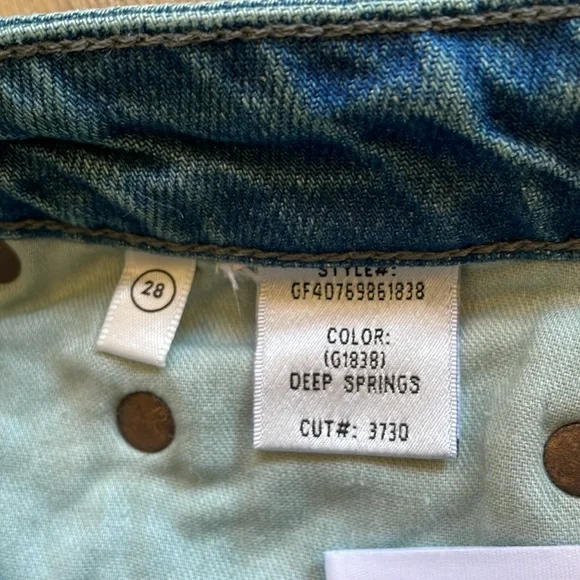 28
STYLE#:
GF40769861838
COLOR:
(G1838)
DEEP SPRINGS
CUT#: 3730